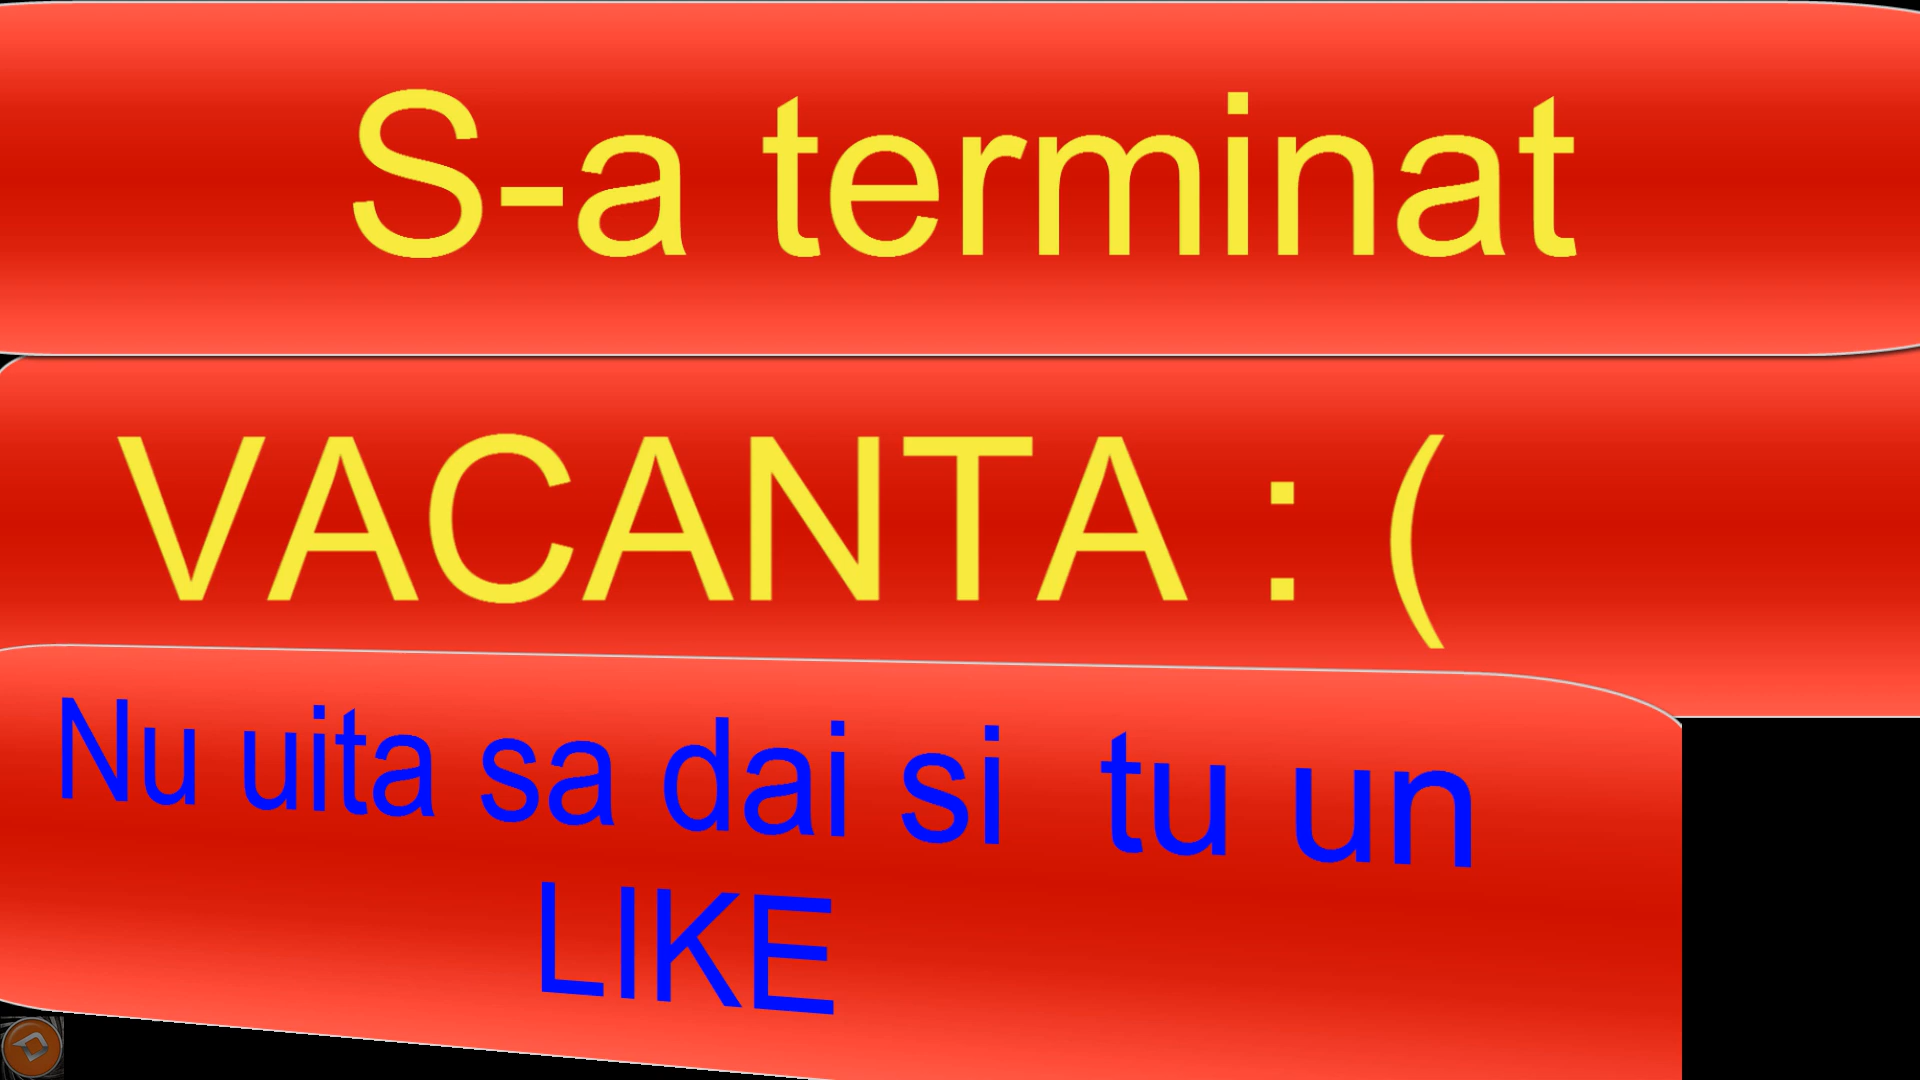 S-a terminat
VACANTA : (
Nu uita sa dai si tu un
LIKE